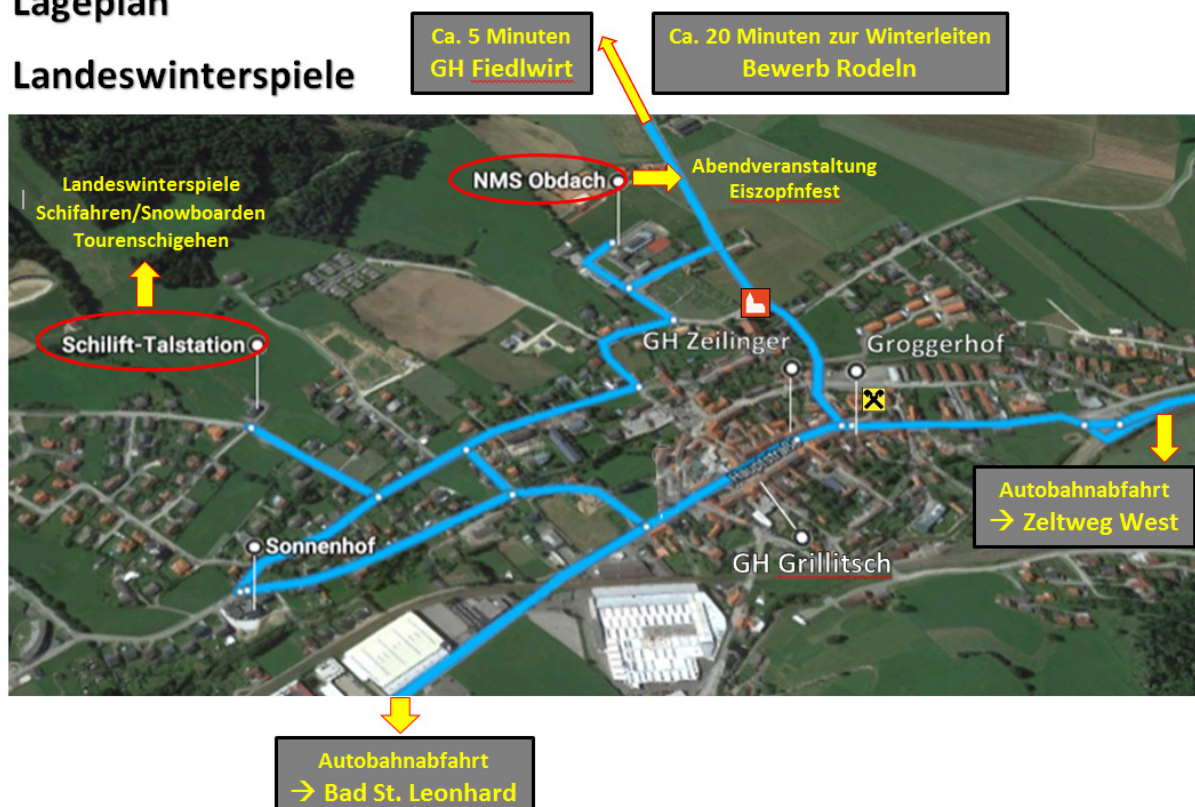 Lageplan
Landeswinterspiele
Ca. 5 Minuten
GH Fiedlwirt
Ca. 20 Minuten zur Winterleiten
Bewerb Rodeln
NMS Obdach
Abendveranstaltung
Eiszopfnfest
Landeswinterspiele
Schifahren/Snowboarden
Tourenschigehen
Schilift-Talstation
GH Zeilinger
Groggerhof
Hauptstraße
Autobahnabfahrt
→ Zeltweg West
Sonnenhof
GH Grillitsch
Autobahnabfahrt
→ Bad St. Leonhard